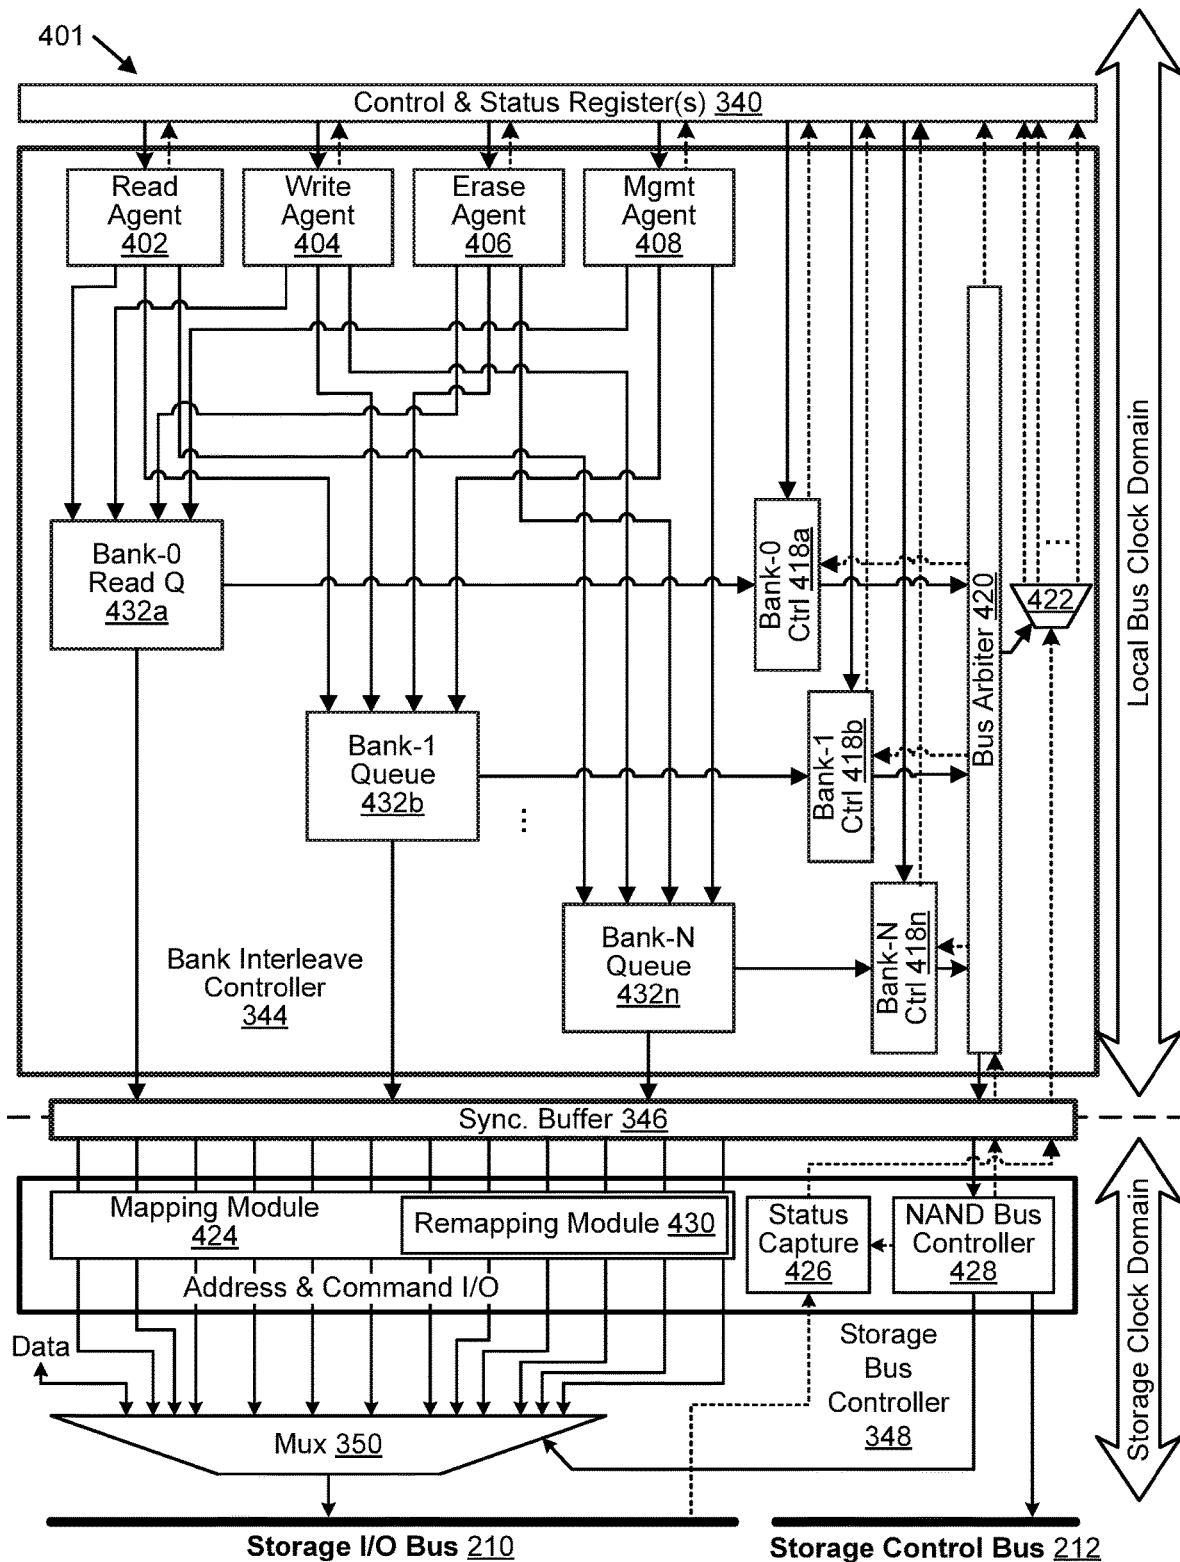 401
Control & Status Register(s) 340
Read
Agent
402
Write
Agent
404
Erase
Agent
406
Mgmt
Agent
408
Bank-0
Read Q
432a
Bank-0
Ctrl 418a
Bus Arbiter 420
...
422
Local Bus Clock Domain
Bank-1
Queue
432b
...
Bank-1
Ctrl 418b
Bank-N
Queue
432n
Bank-N
Ctrl 418n
Bank Interleave
Controller
344
Sync. Buffer 346
Mapping Module
424
Remapping Module 430
Status
Capture
426
NAND Bus
Controller
428
Address & Command I/O
Storage Clock Domain
Data
Storage
Bus
Controller
348
Mux 350
Storage I/O Bus 210
Storage Control Bus 212